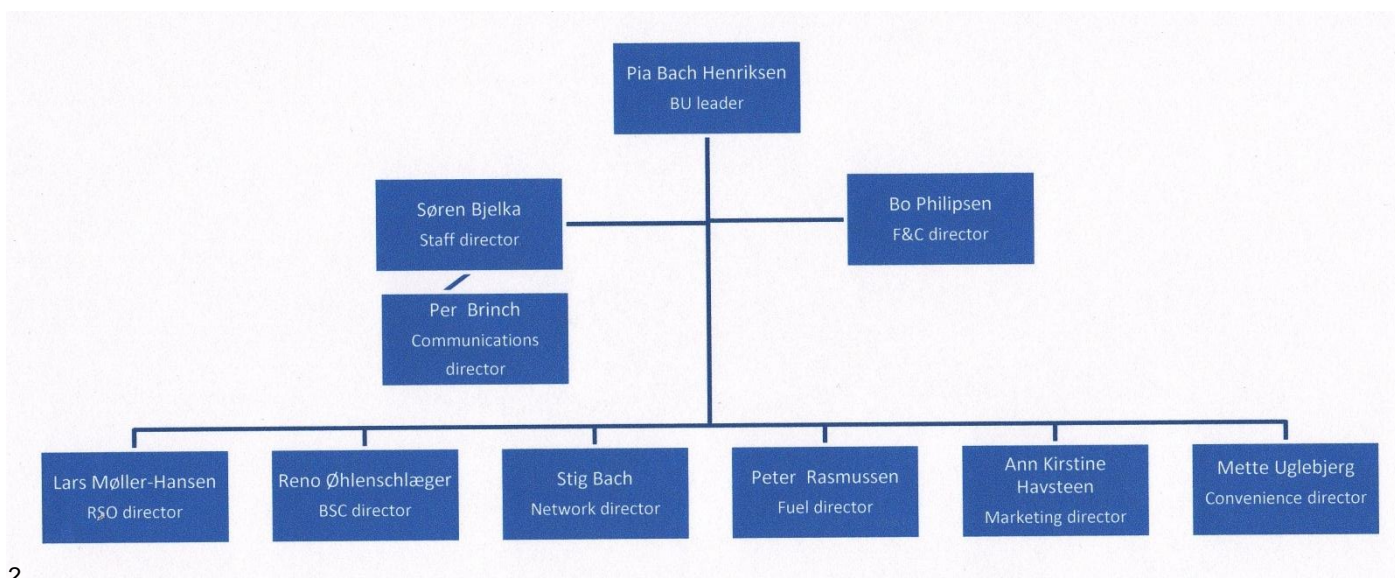 Pia Bach Henriksen
BU leader
Søren Bjelka
Staff director
Bo Philipsen
F&C director
Per Brinch
Communications
director
Lars Møller-Hansen
RSO director
Reno Øhlenschlæger
BSC director
Stig Bach
Network director
Peter Rasmussen
Fuel director
Ann Kirstine
Havsteen
Marketing director
Mette Uglebjerg
Convenience director
2